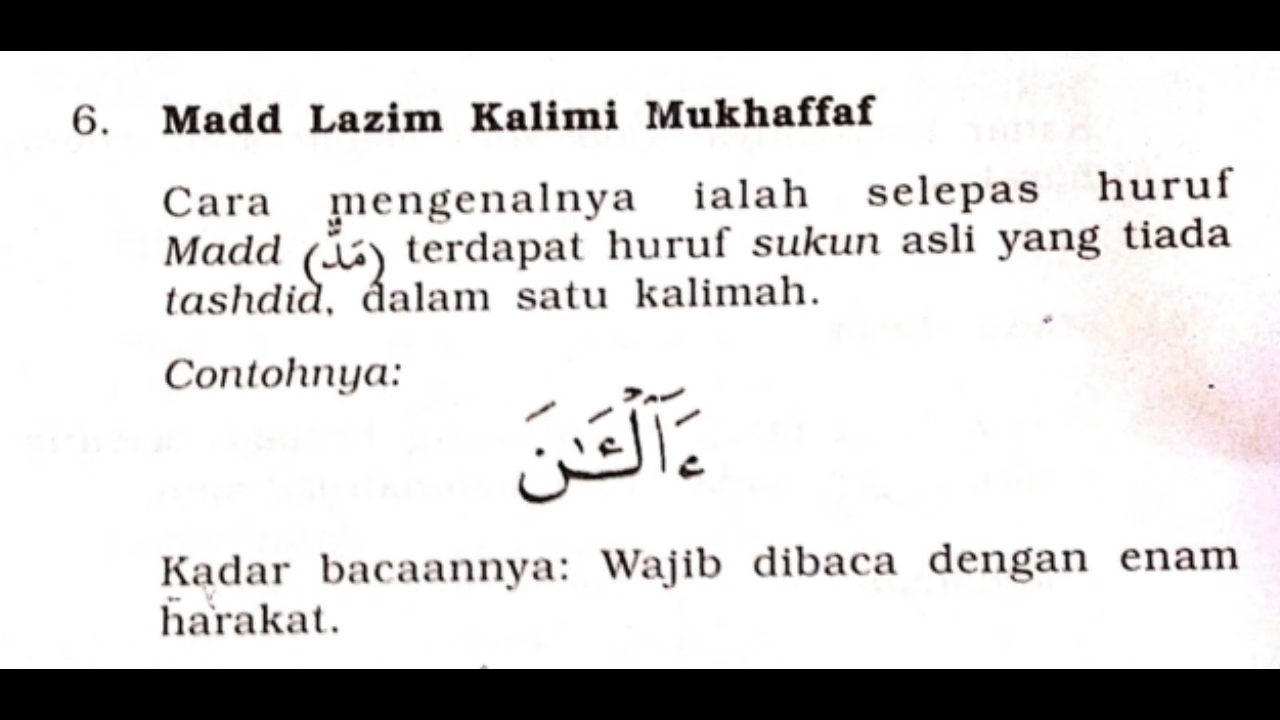 6. Madd Lazim Kalimi Mukhaffaf
Cara mengenalnya ialah selepas huruf
Madd (مَدٌّ) terdapat huruf sukun asli yang tiada
tashdid, dalam satu kalimah.
Contohnya:
ءَآلْـَٰٔنَ
Kadar bacaannya: Wajib dibaca dengan enam
harakat.